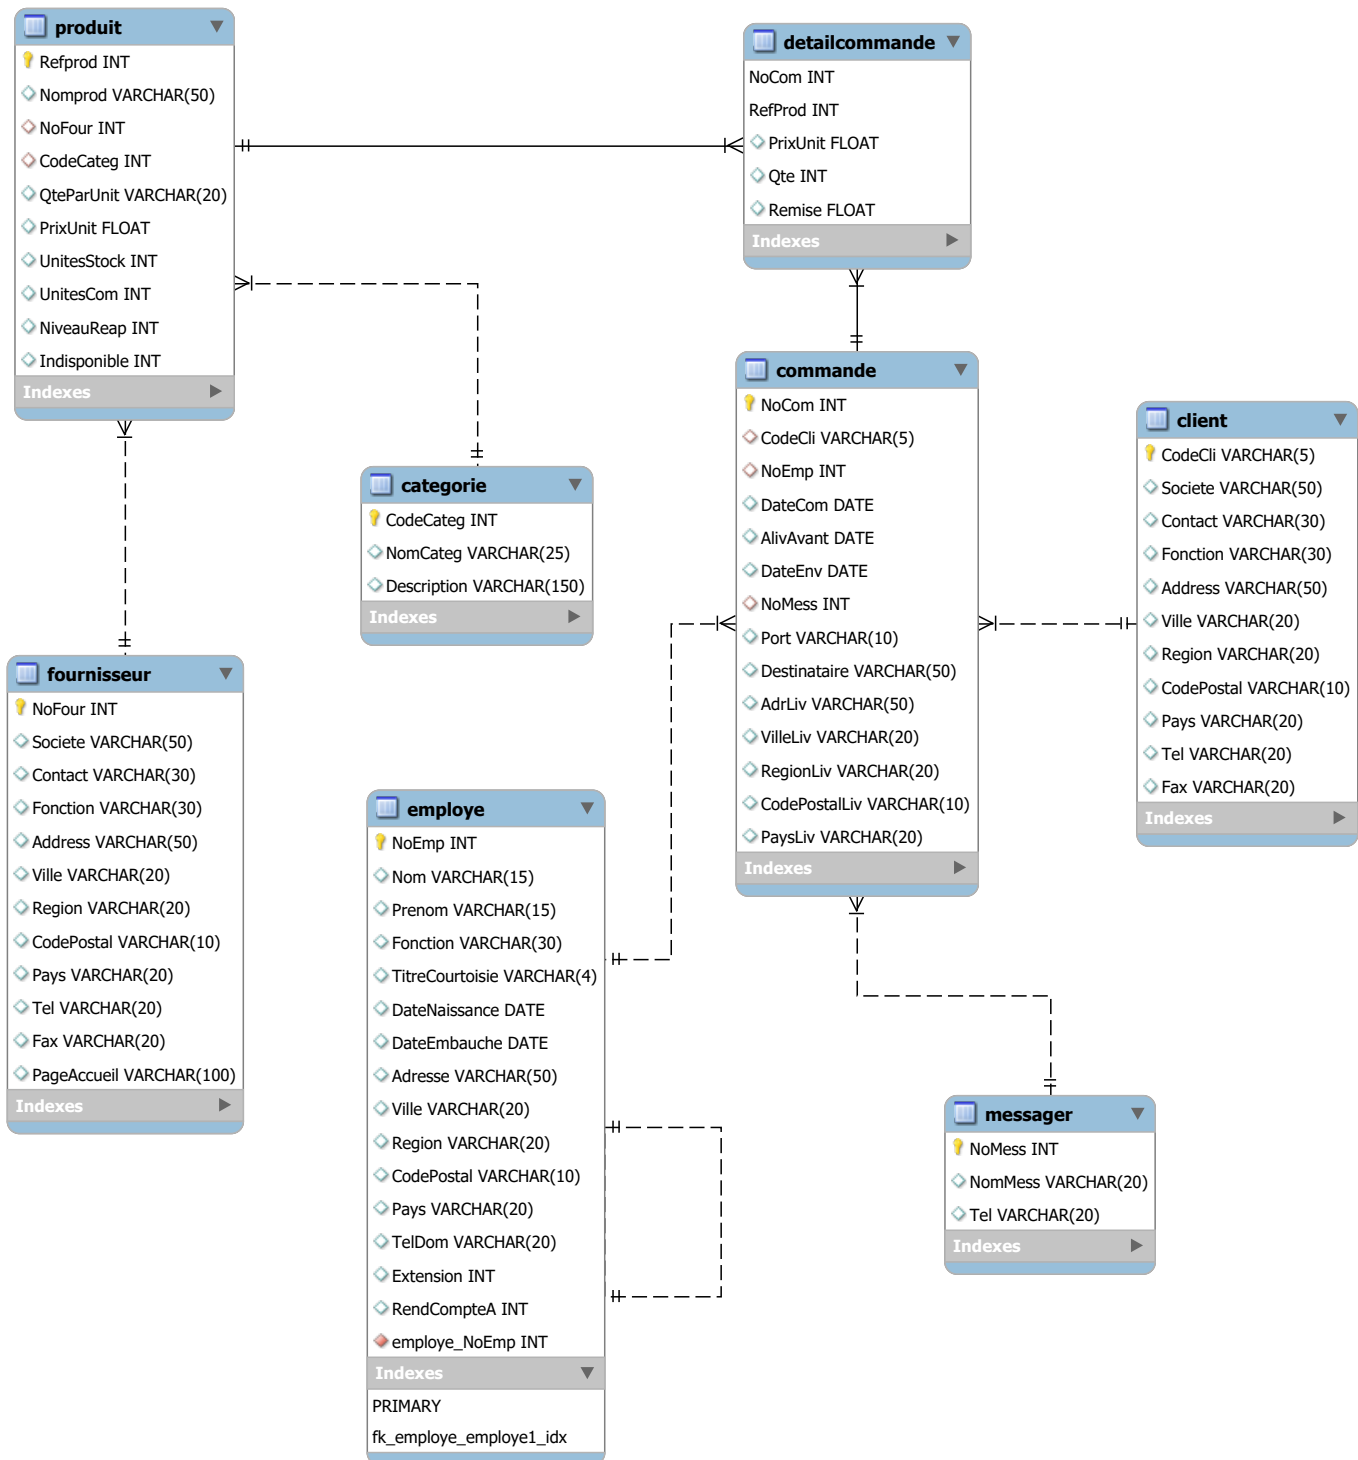 produit
Refprod INT
Nomprod VARCHAR(50)
NoFour INT
CodeCateg INT
QteParUnit VARCHAR(20)
PrixUnit FLOAT
UnitesStock INT
UnitesCom INT
NiveauReap INT
Indisponible INT
Indexes
detailcommande
NoCom INT
RefProd INT
PrixUnit FLOAT
Qte INT
Remise FLOAT
Indexes
categorie
CodeCateg INT
NomCateg VARCHAR(25)
Description VARCHAR(150)
Indexes
commande
NoCom INT
CodeCli VARCHAR(5)
NoEmp INT
DateCom DATE
AlivAvant DATE
DateEnv DATE
NoMess INT
Port VARCHAR(10)
Destinataire VARCHAR(50)
AdrLiv VARCHAR(50)
VilleLiv VARCHAR(20)
RegionLiv VARCHAR(20)
CodePostalLiv VARCHAR(10)
PaysLiv VARCHAR(20)
Indexes
client
CodeCli VARCHAR(5)
Societe VARCHAR(50)
Contact VARCHAR(30)
Fonction VARCHAR(30)
Address VARCHAR(50)
Ville VARCHAR(20)
Region VARCHAR(20)
CodePostal VARCHAR(10)
Pays VARCHAR(20)
Tel VARCHAR(20)
Fax VARCHAR(20)
Indexes
fournisseur
NoFour INT
Societe VARCHAR(50)
Contact VARCHAR(30)
Fonction VARCHAR(30)
Address VARCHAR(50)
Ville VARCHAR(20)
Region VARCHAR(20)
CodePostal VARCHAR(10)
Pays VARCHAR(20)
Tel VARCHAR(20)
Fax VARCHAR(20)
PageAccueil VARCHAR(100)
Indexes
employe
NoEmp INT
Nom VARCHAR(15)
Prenom VARCHAR(15)
Fonction VARCHAR(30)
TitreCourtoisie VARCHAR(4)
DateNaissance DATE
DateEmbauche DATE
Adresse VARCHAR(50)
Ville VARCHAR(20)
Region VARCHAR(20)
CodePostal VARCHAR(10)
Pays VARCHAR(20)
TelDom VARCHAR(20)
Extension INT
RendCompteA INT
employe_NoEmp INT
Indexes
PRIMARY
fk_employe_employe1_idx
messager
NoMess INT
NomMess VARCHAR(20)
Tel VARCHAR(20)
Indexes